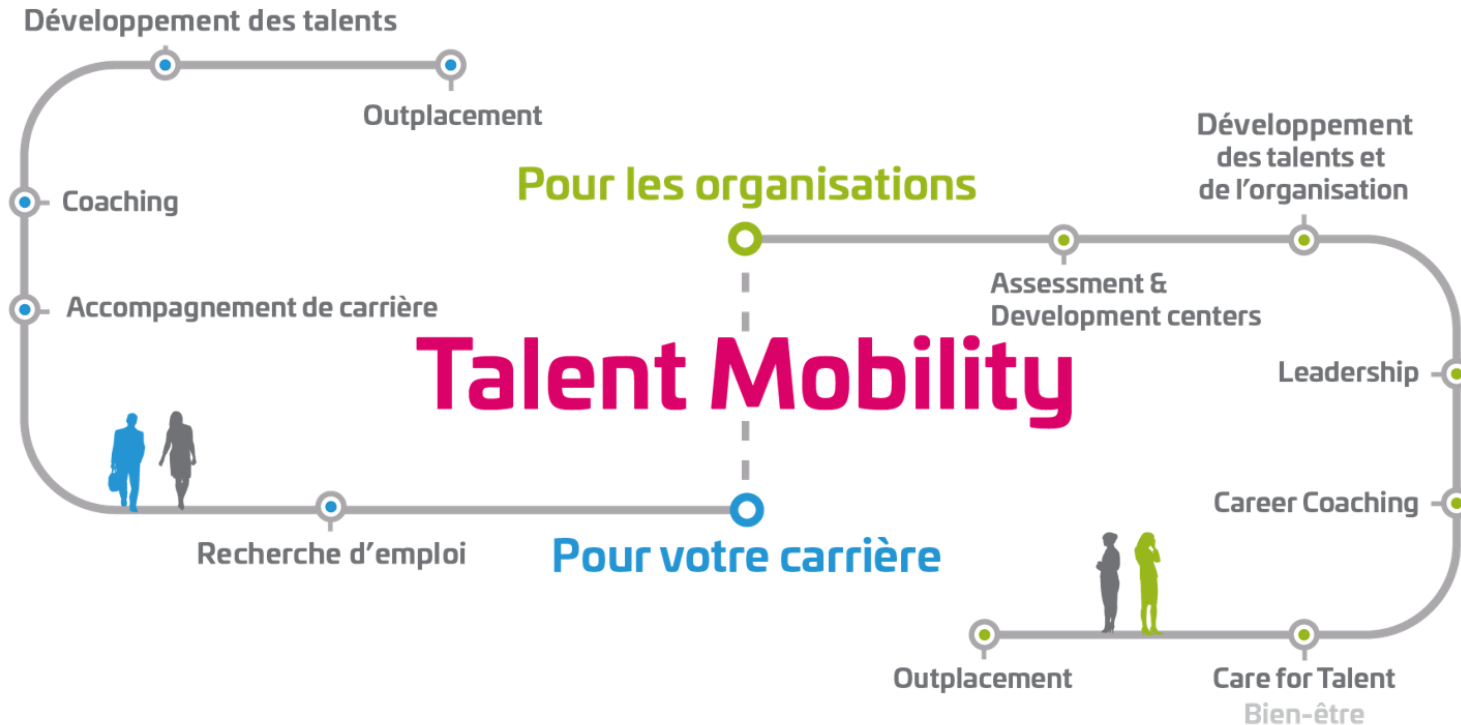 Développement des talents
Outplacement
Développement
des talents et
de l'organisation
Pour les organisations
Coaching
Assessment &
Development centers
Accompagnement de carrière
Talent Mobility
Leadership
Career Coaching
Recherche d'emploi
Pour votre carrière
Outplacement
Care for Talent
Bien-être